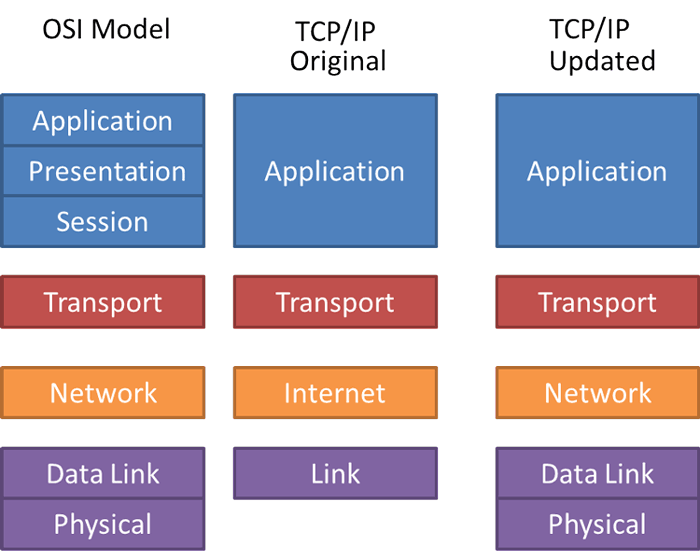 OSI Model
TCP/IP
Original
TCP/IP
Updated
Application
Presentation
Session
Application
Application
Transport
Transport
Transport
Network
Internet
Network
Data Link
Physical
Link
Data Link
Physical